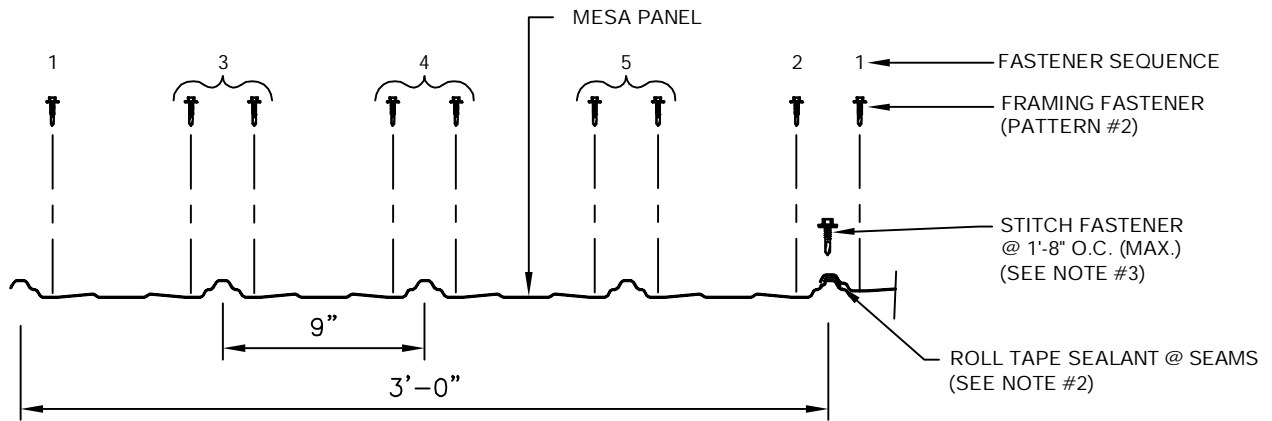 MESA PANEL
1 3 4 5 2 1
FASTENER SEQUENCE
FRAMING FASTENER
(PATTERN #2)
STITCH FASTENER
@ 1'-8" O.C. (MAX.)
(SEE NOTE #3)
9"
3'-0"
ROLL TAPE SEALANT @ SEAMS
(SEE NOTE #2)